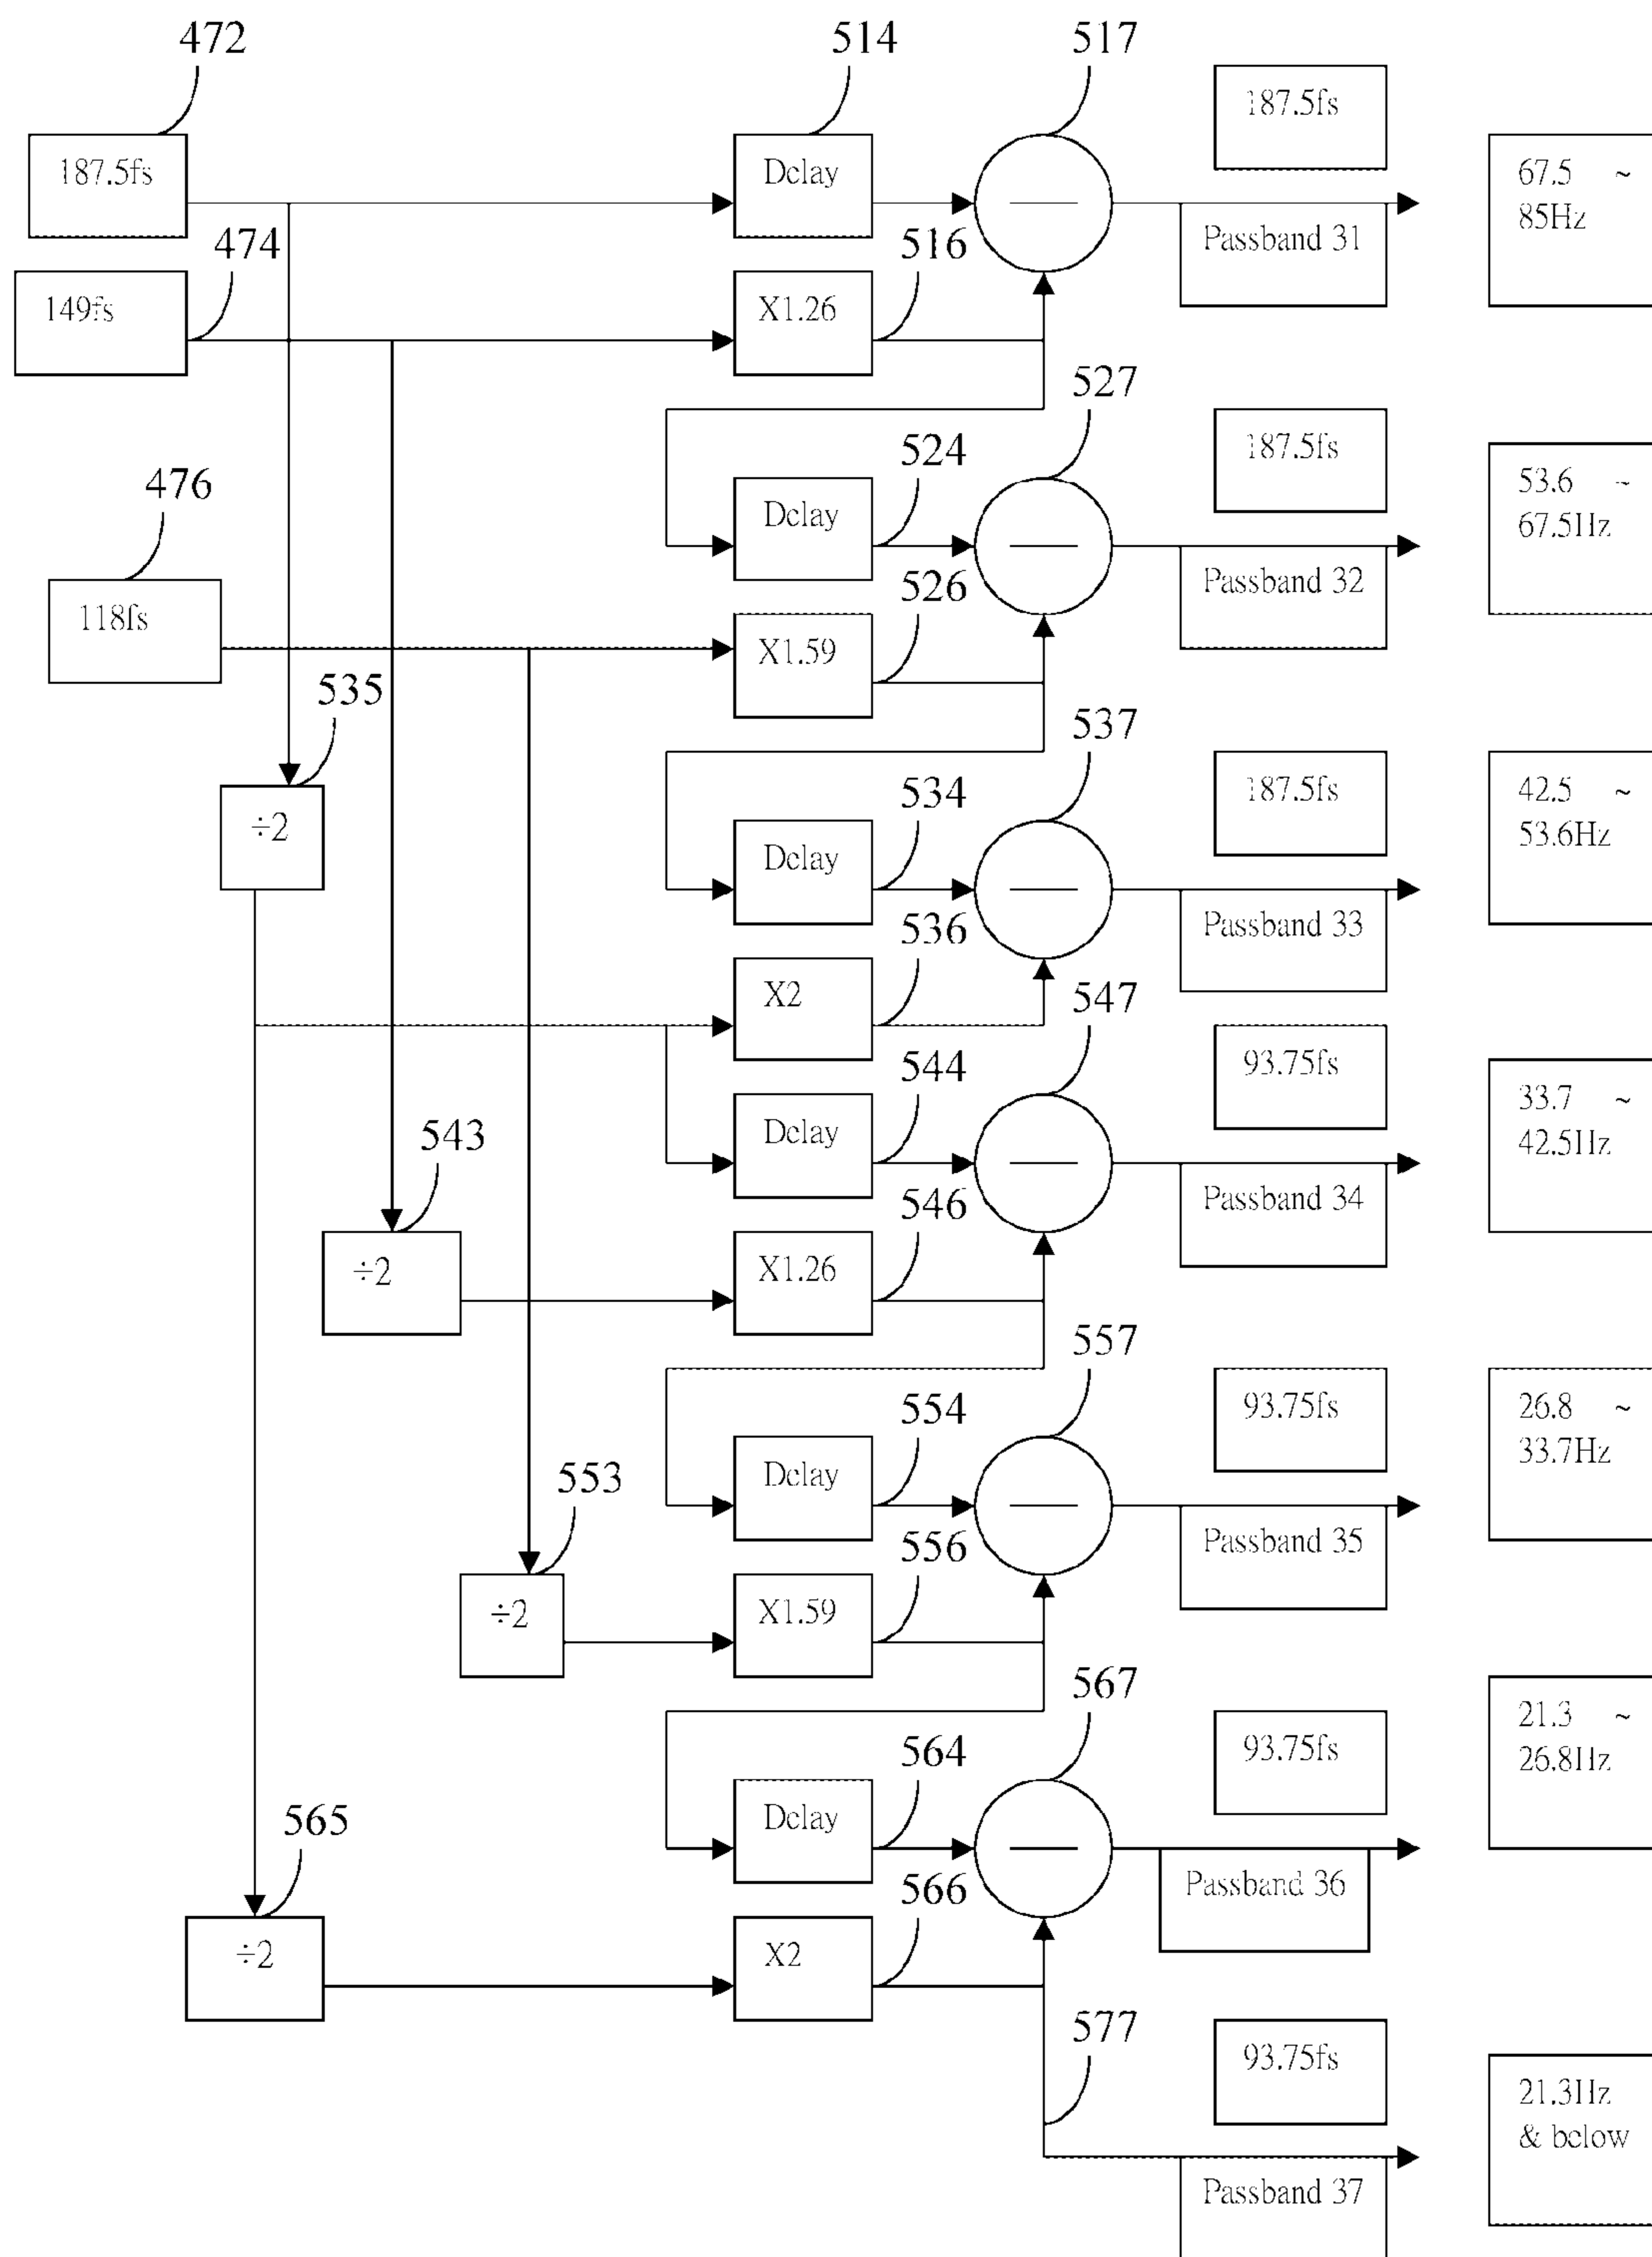 472
514
517
187.5fs
187.5fs
Delay
67.5 ~
85Hz
474
516
Passband 31
149fs
X1.26
527
524
187.5fs
476
Delay
53.6 ~
67.5Hz
526
Passband 32
118fs
X1.59
535
537
534
187.5fs
42.5 ~
53.6Hz
÷2
Delay
536
Passband 33
X2
547
544
93.75fs
33.7 ~
42.5Hz
543
Delay
546
Passband 34
÷2
X1.26
557
554
93.75fs
26.8 ~
33.7Hz
553
Delay
556
Passband 35
÷2
X1.59
567
564
93.75fs
21.3 ~
26.8Hz
565
Delay
566
Passband 36
÷2
X2
577
93.75fs
21.3Hz
& below
Passband 37